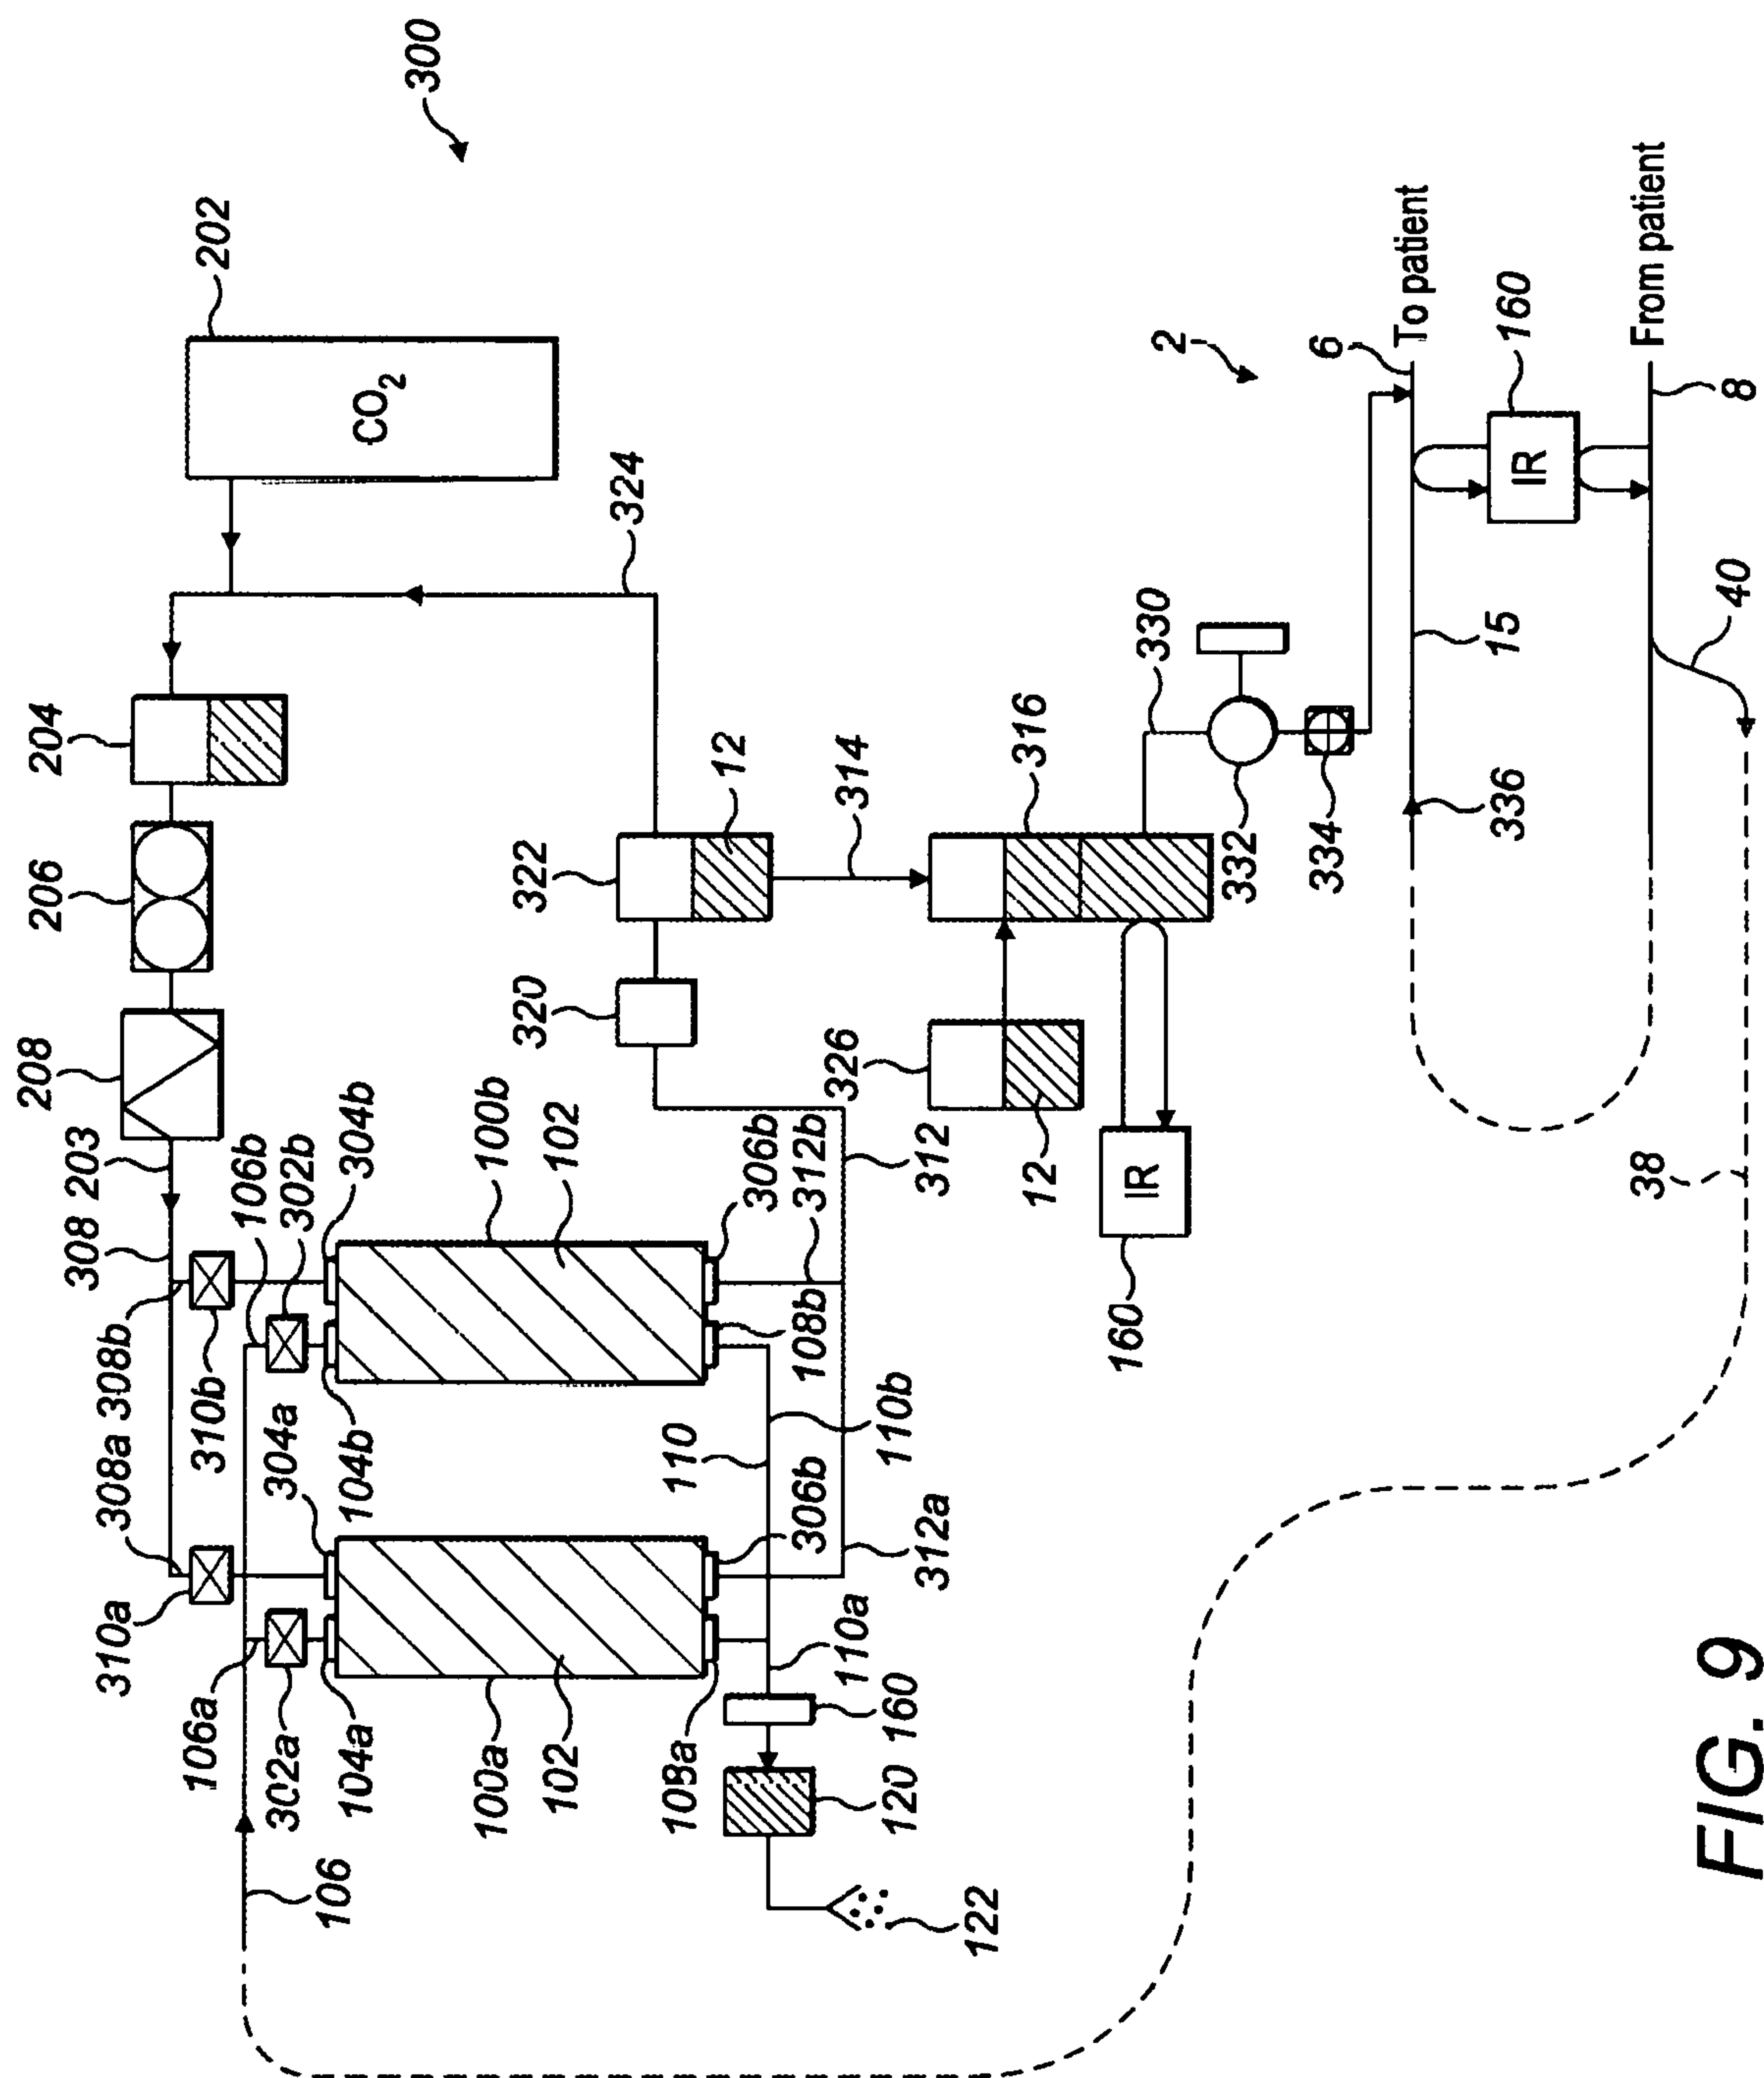 208
206
204
308
203
310a
308a
308b
106a
310b
202
106b
302a
304a
302b
106
104a
104b
304b
CO₂
300
100a
100b
320
322
102
102
324
108a
110
12
306b
306b
108b
312b
110a
326
314
160
110b
120
312a
312
122
316
12
160
IR
330
2
332
334
6
To patient
336
15
160
IR
38
From patient
40
8
FIG. 9